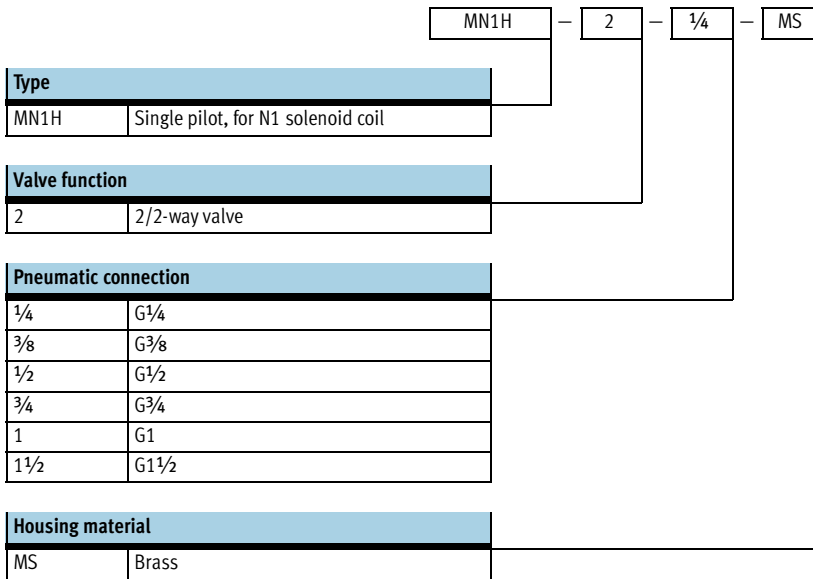 MN1H – 2 – ¼ – MS
Type
MN1H Single pilot, for N1 solenoid coil
Valve function
2 2/2-way valve
Pneumatic connection
¼ G¼
⅜ G⅜
½ G½
¾ G¾
1 G1
1½ G1½
Housing material
MS Brass